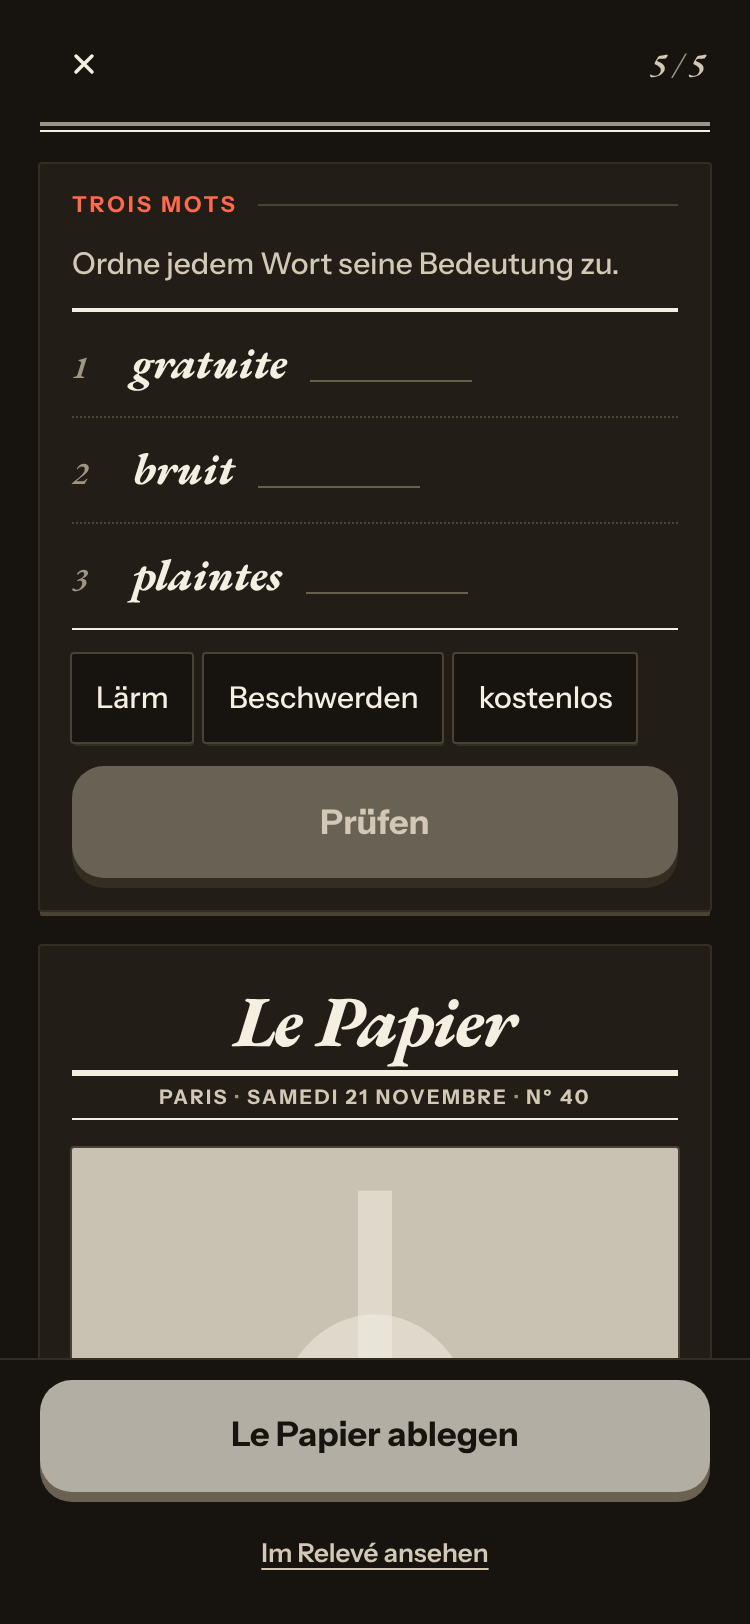 5/5
TROIS MOTS
Ordne jedem Wort seine Bedeutung zu.
1 gratuite
2 bruit
3 plaintes
Lärm Beschwerden kostenlos
Prüfen
Le Papier
PARIS · SAMEDI 21 NOVEMBRE · N° 40
Le Papier ablegen
Im Relevé ansehen